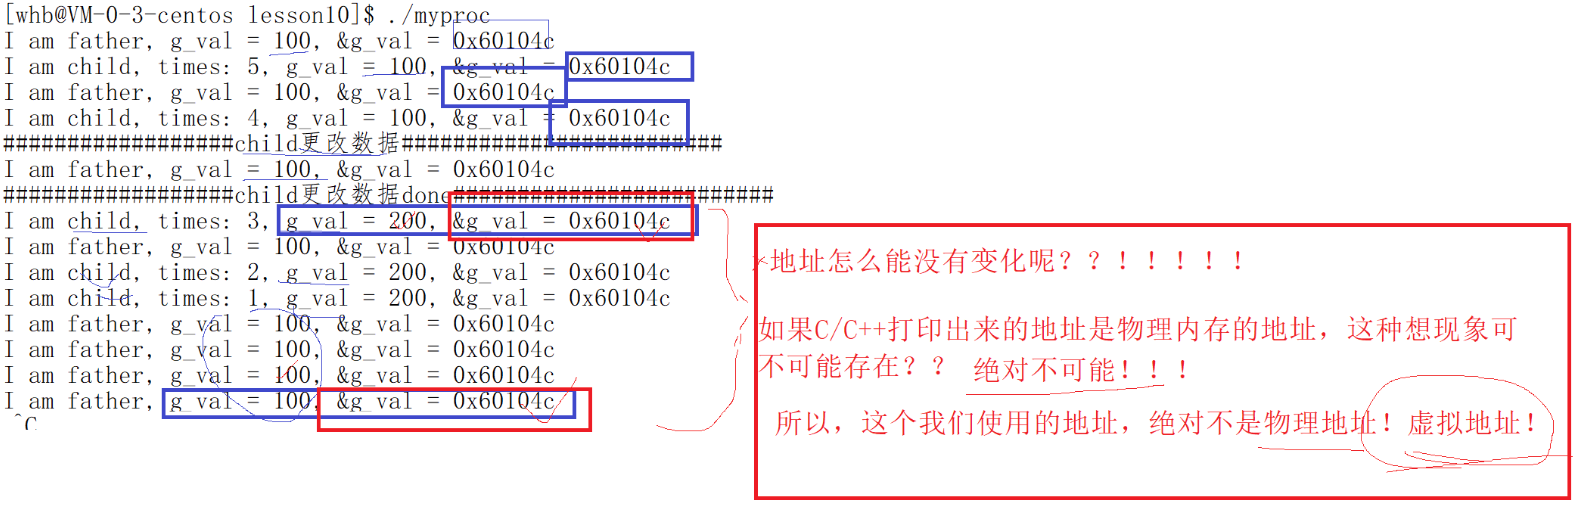 [whb@VM-0-3-centos lesson10]$ ./myproc
I am father, g_val = 100, &g_val = 0x60104c
I am child, times: 5, g_val = 100, &g_val = 0x60104c
I am father, g_val = 100, &g_val = 0x60104c
I am child, times: 4, g_val = 100, &g_val = 0x60104c
##################child更改数据#########################
I am father, g_val = 100, &g_val = 0x60104c
##################child更改数据done#########################
I am child, times: 3, g_val = 200, &g_val = 0x60104c
I am father, g_val = 100, &g_val = 0x60104c
I am child, times: 2, g_val = 200, &g_val = 0x60104c
I am child, times: 1, g_val = 200, &g_val = 0x60104c
I am father, g_val = 100, &g_val = 0x60104c
I am father, g_val = 100, &g_val = 0x60104c
I am father, g_val = 100, &g_val = 0x60104c
I am father, g_val = 100, &g_val = 0x60104c
^C
地址怎么能没有变化呢？？！！！！！！
如果C/C++打印出来的地址是物理内存的地址，这种想现象可
不可能存在？？ 绝对不可能！！！
所以，这个我们使用的地址，绝对不是物理地址！虚拟地址！